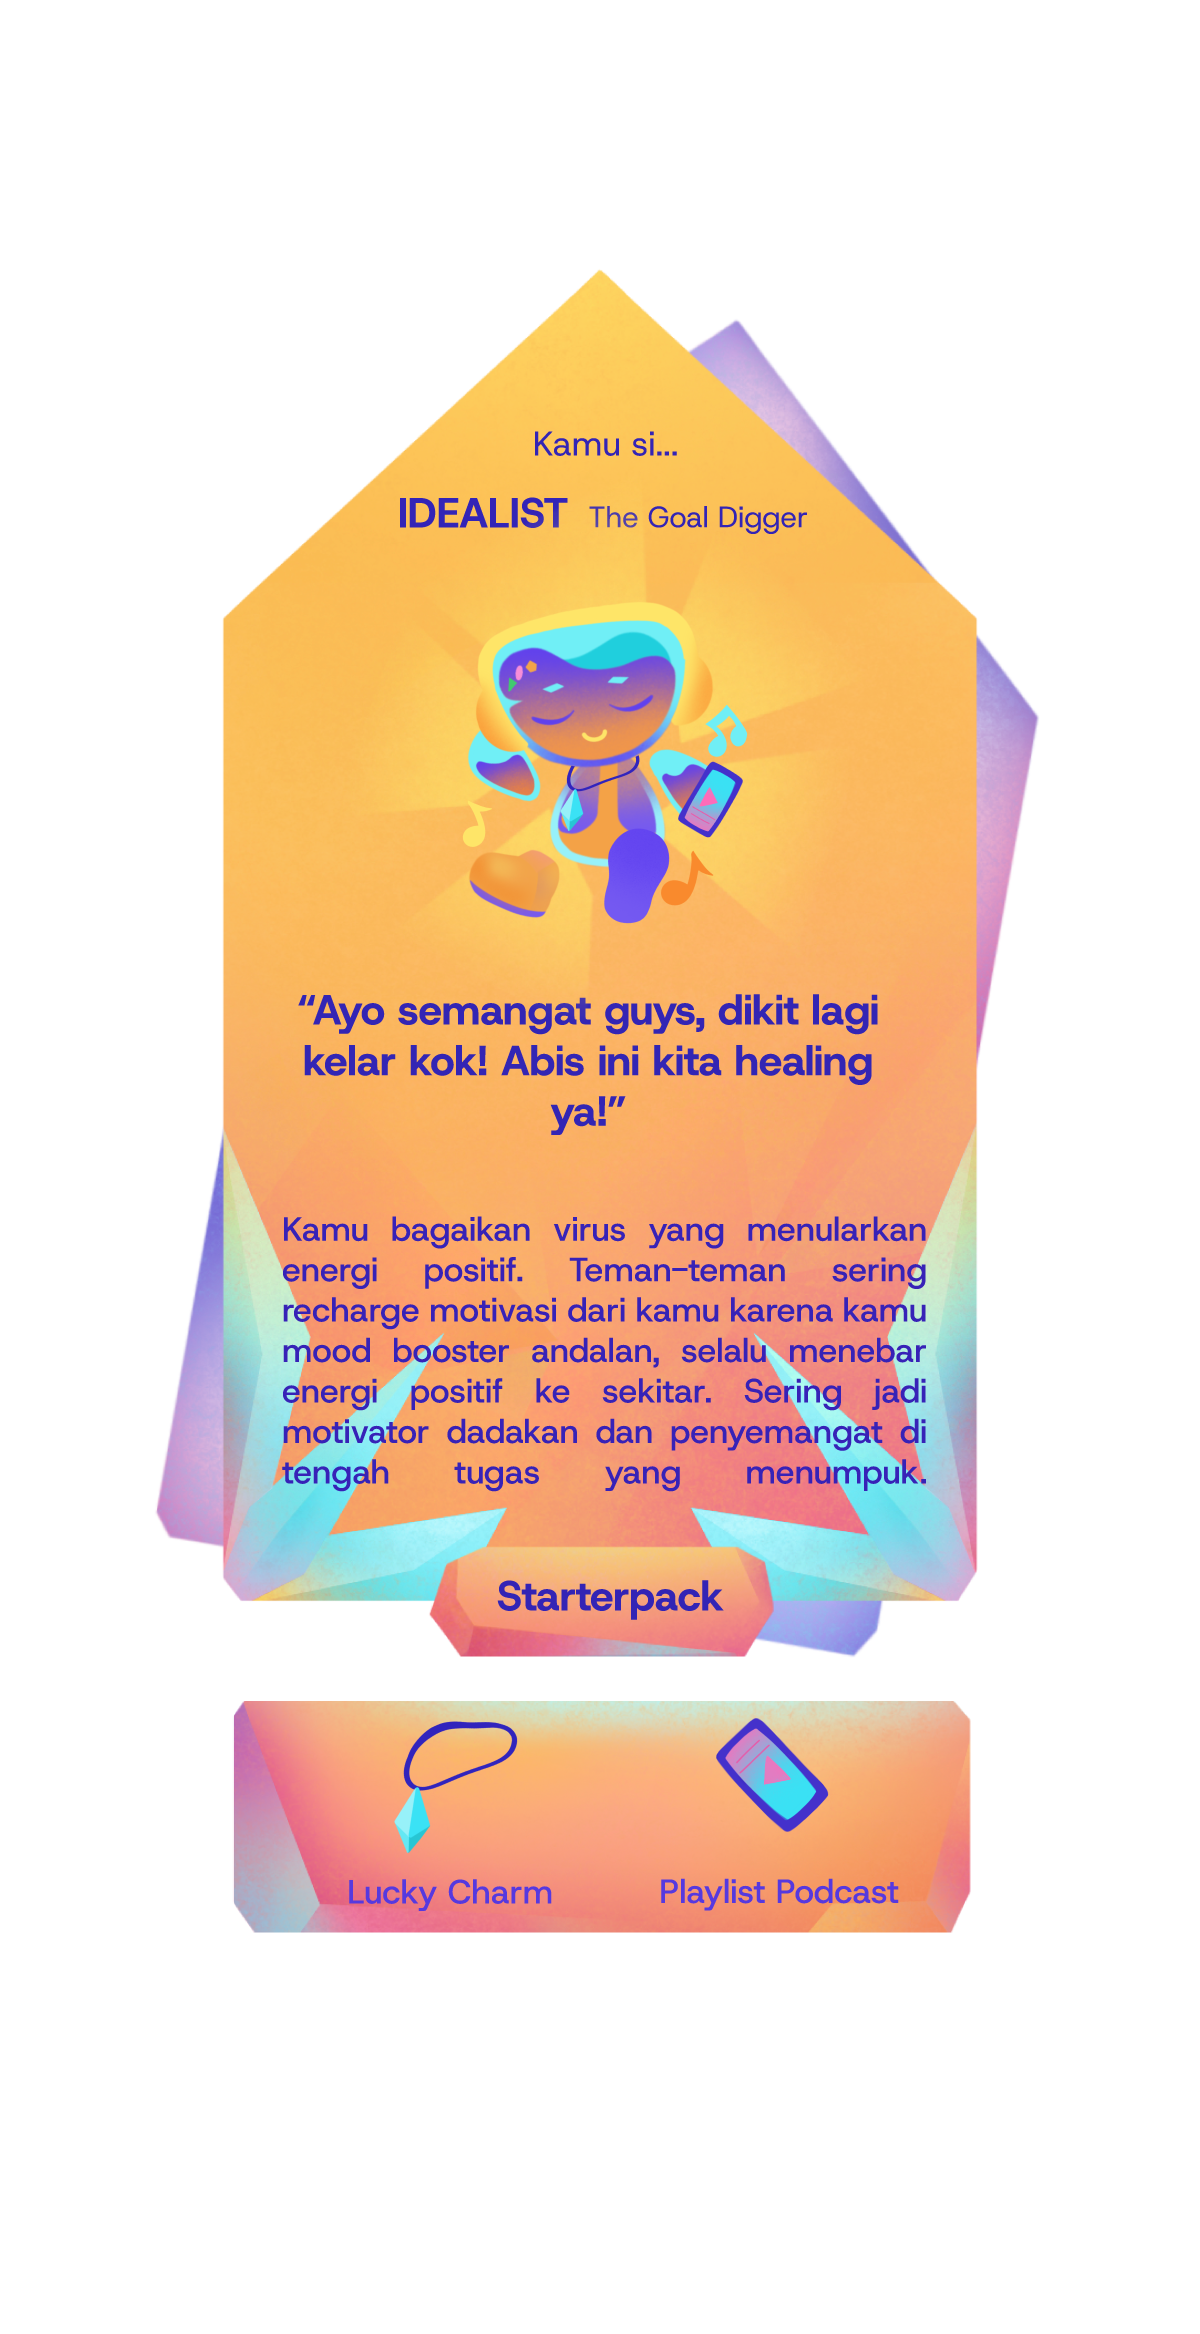 Kamu si...
IDEALIST The Goal Digger
“Ayo semangat guys, dikit lagi
kelar kok! Abis ini kita healing
ya!”
Kamu bagaikan virus yang menularkan
energi positif. Teman-teman sering
recharge motivasi dari kamu karena kamu
mood booster andalan, selalu menebar
energi positif ke sekitar. Sering jadi
motivator dadakan dan penyemangat di
tengah tugas yang menumpuk.
Starterpack
Lucky Charm Playlist Podcast